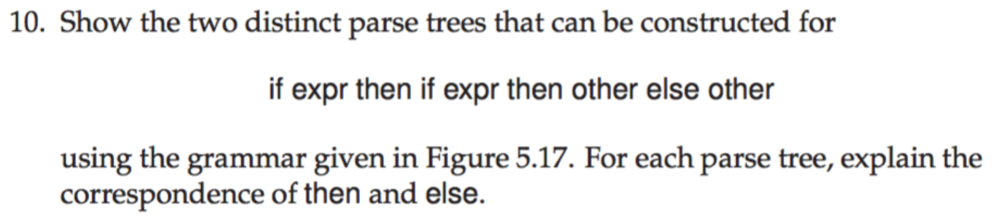 10. Show the two distinct parse trees that can be constructed for
if expr then if expr then other else other
using the grammar given in Figure 5.17. For each parse tree, explain the
correspondence of then and else.